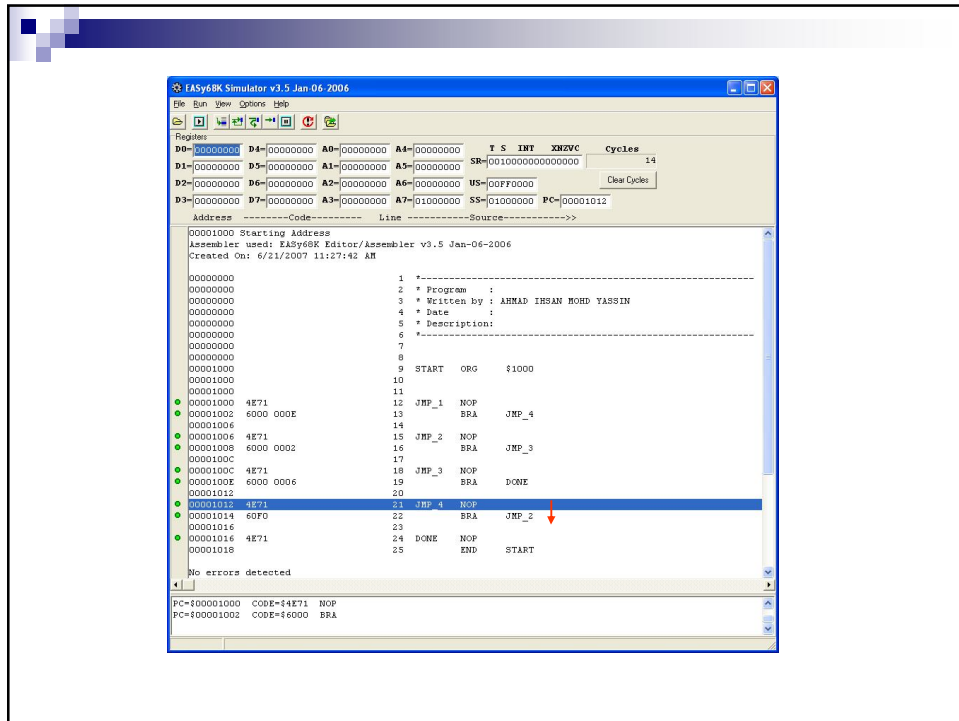 EASy68K Simulator v3.5 Jan-06-2006
File Run View Options Help
Registers
D0=00000000 D4=00000000 A0=00000000 A4=00000000 T S INT XNZVC Cycles
SR=0010000000000000 14
D1=00000000 D5=00000000 A1=00000000 A5=00000000
D2=00000000 D6=00000000 A2=00000000 A6=00000000 US=00FF0000 Clear Cycles
D3=00000000 D7=00000000 A3=00000000 A7=01000000 SS=01000000 PC=00001012
Address --------Code--------- Line -----------Source------------>>
00001000 Starting Address
Assembler used: EASy68K Editor/Assembler v3.5 Jan-06-2006
Created On: 6/21/2007 11:27:42 AM
00000000 1 *-----------------------------------------------------------
00000000 2 * Program :
00000000 3 * Written by : AHMAD IHSAN MOHD YASSIN
00000000 4 * Date :
00000000 5 * Description:
00000000 6 *-----------------------------------------------------------
00000000 7
00000000 8
00001000 9 START ORG $1000
00001000 10
00001000 11
00001000 4E71 12 JMP_1 NOP
00001002 6000 000E 13 BRA JMP_4
00001006 14
00001006 4E71 15 JMP_2 NOP
00001008 6000 0002 16 BRA JMP_3
0000100C 17
0000100C 4E71 18 JMP_3 NOP
0000100E 6000 0006 19 BRA DONE
00001012 20
00001012 4E71 21 JMP_4 NOP
00001014 60F0 22 BRA JMP_2
00001016 23
00001016 4E71 24 DONE NOP
00001018 25 END START
No errors detected
PC=$00001000 CODE=$4E71 NOP
PC=$00001002 CODE=$6000 BRA